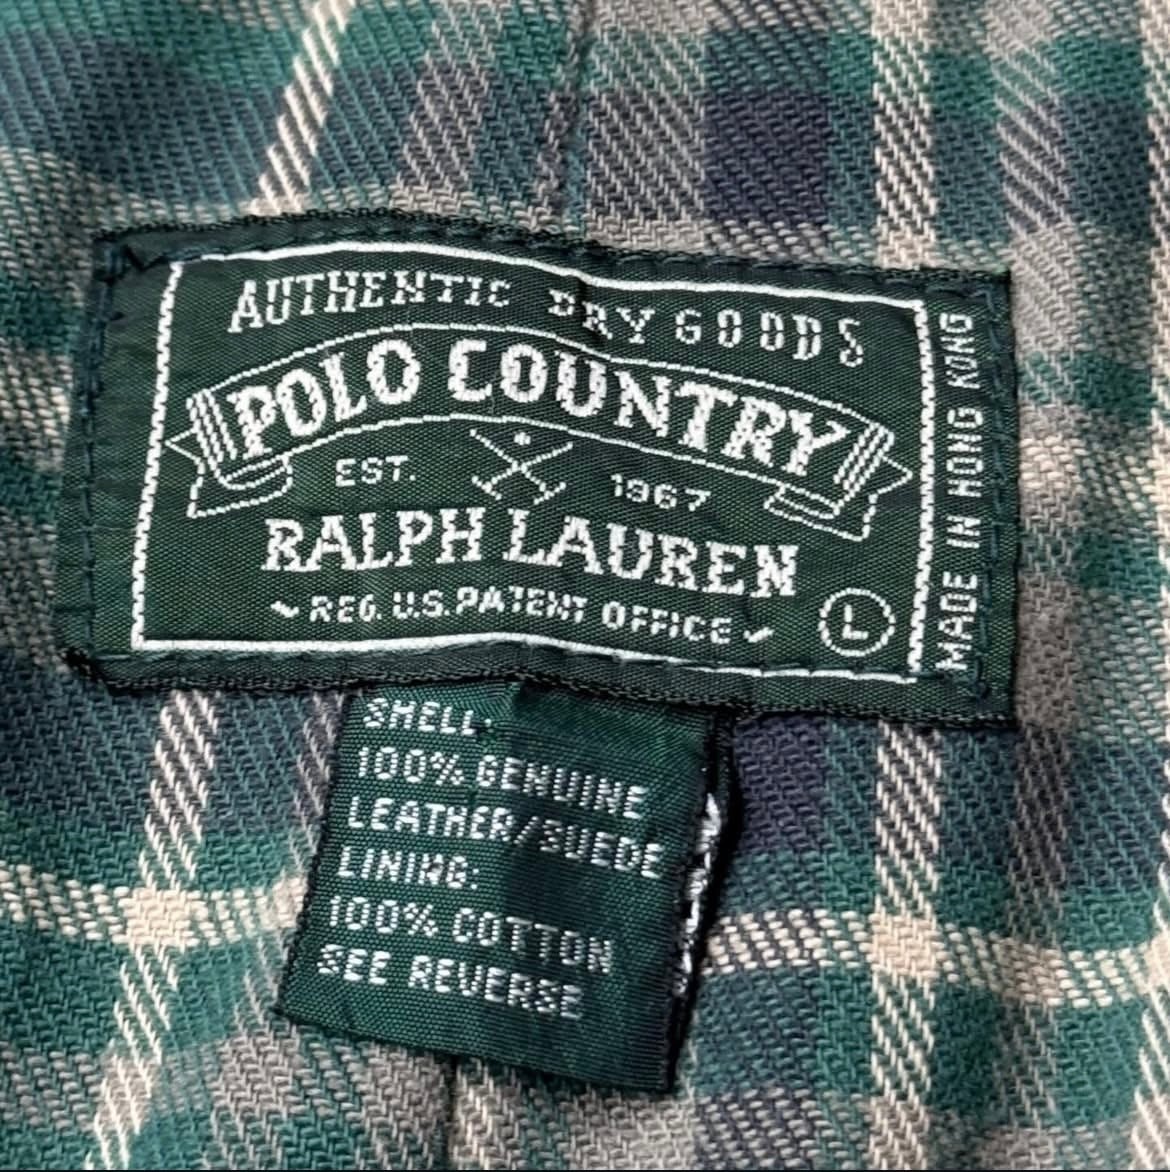 AUTHENTIC DRY GOODS
POLO COUNTRY
EST. 1967
RALPH LAUREN
REG. U.S. PATENT OFFICE
L
MADE IN HONG KONG
SHELL:
100% GENUINE
LEATHER/SUEDE
LINING:
100% COTTON
SEE REVERSE